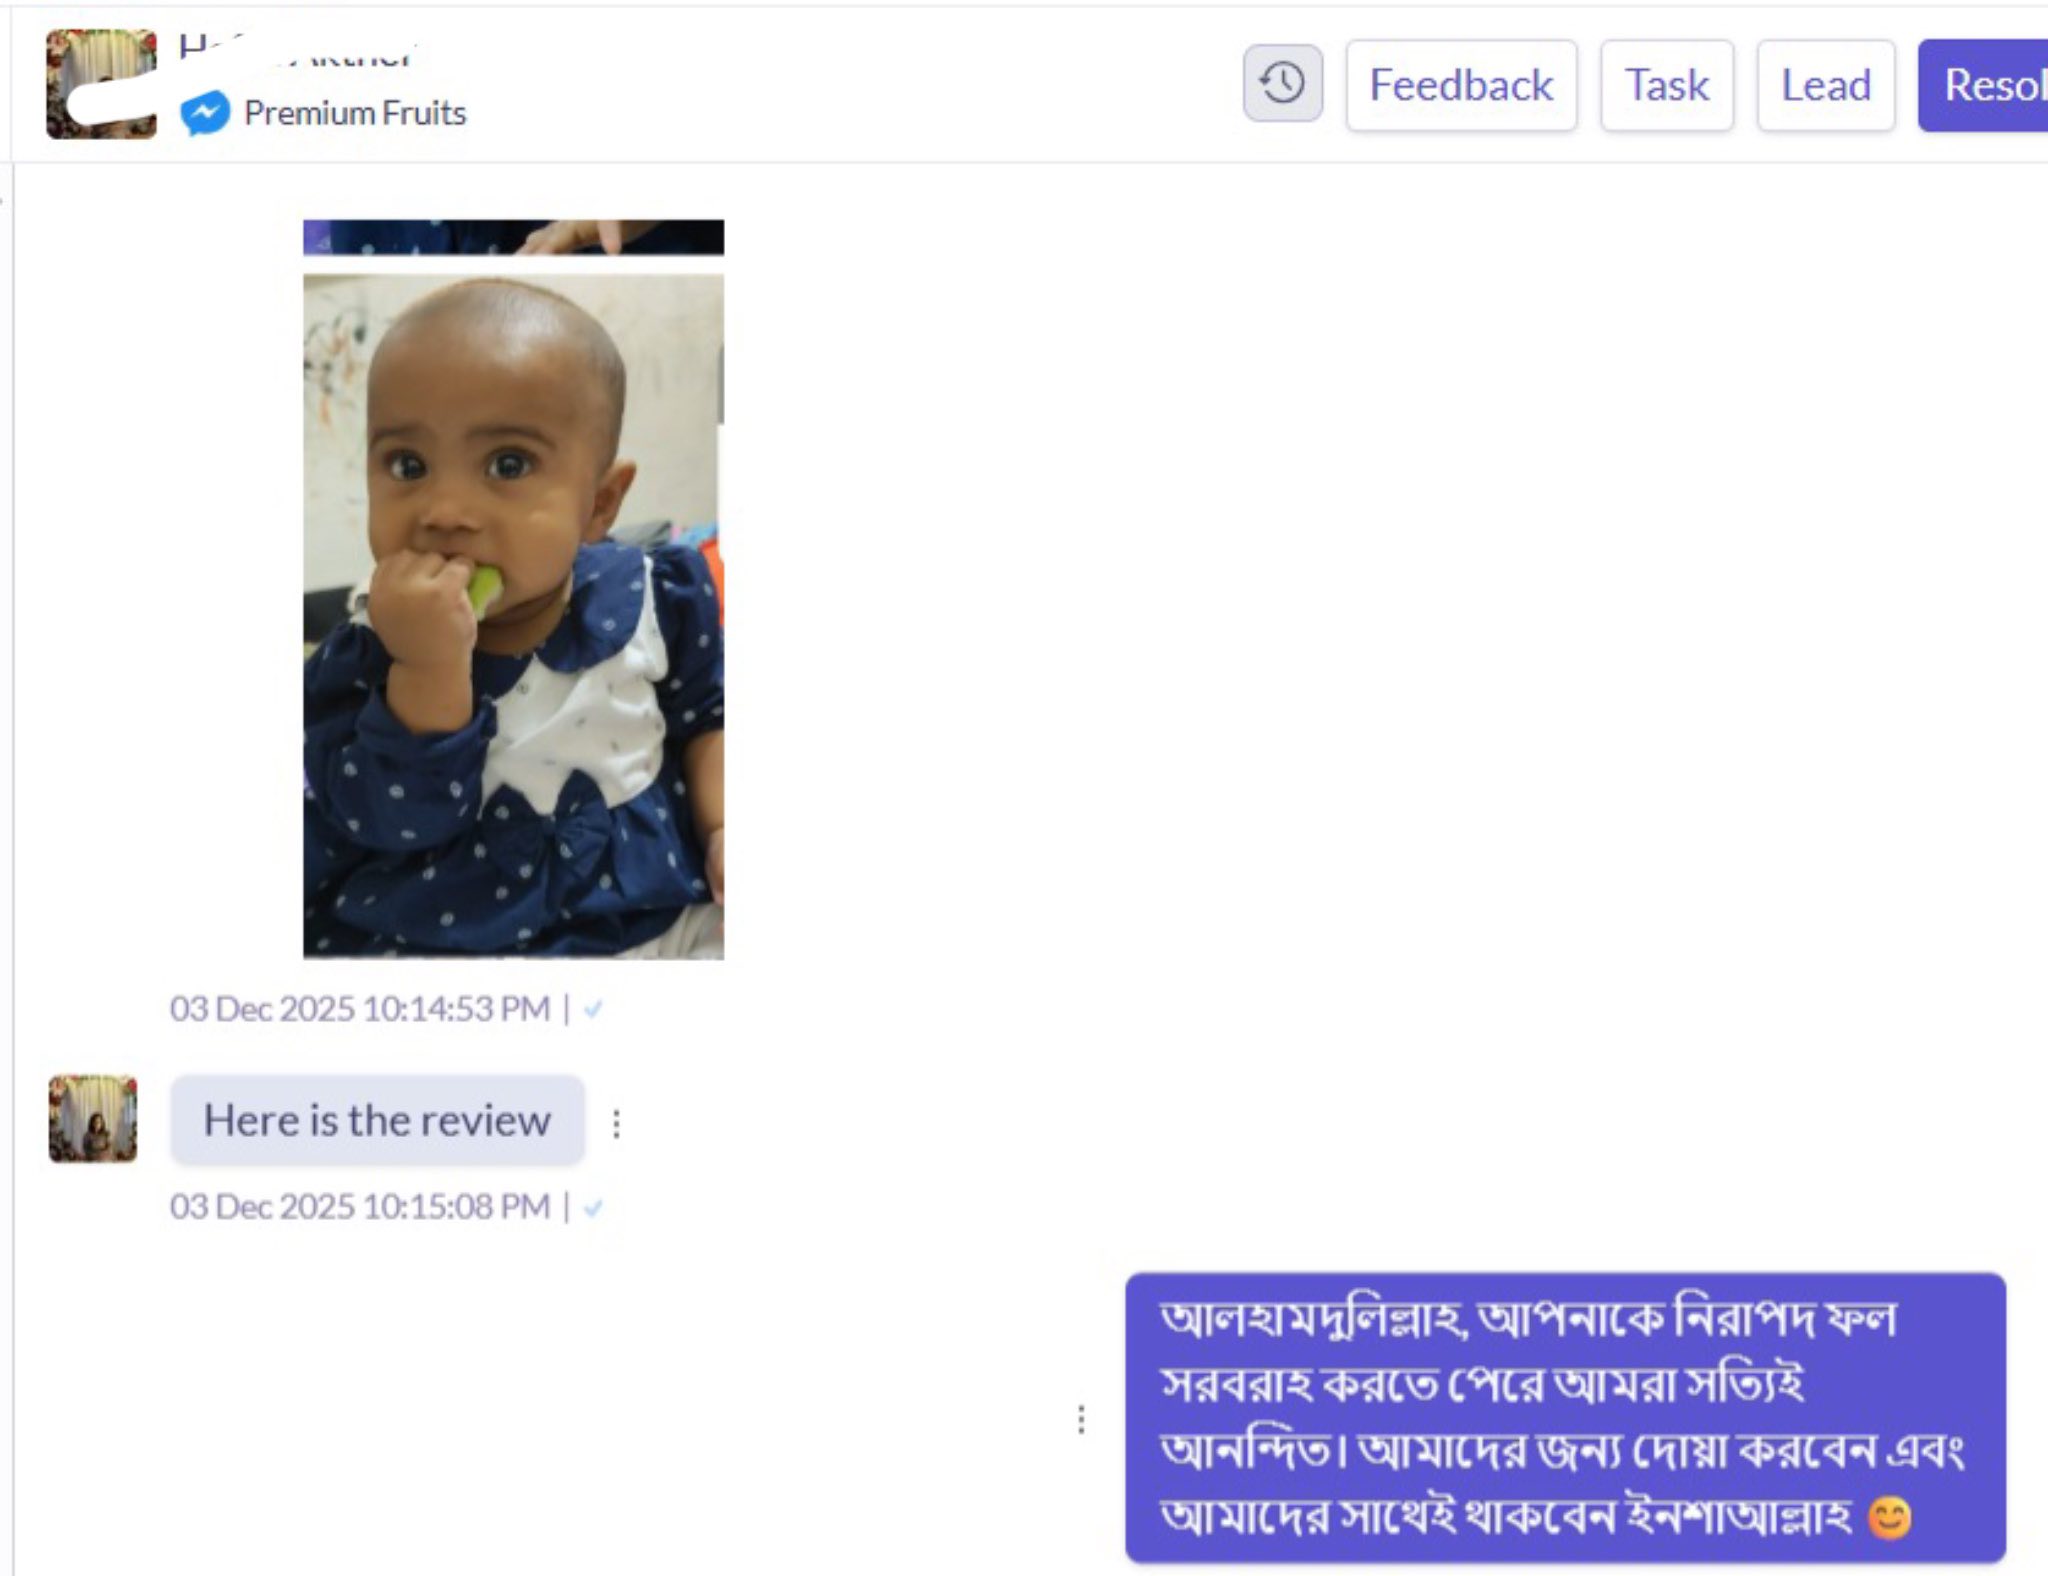 Premium Fruits
Feedback
Task
Lead
03 Dec 2025 10:14:53 PM |
Here is the review
03 Dec 2025 10:15:08 PM |
আলহামদুলিল্লাহ, আপনাকে নিরাপদ ফল
সরবরাহ করতে পেরে আমরা সত্যিই
আনন্দিত। আমাদের জন্য দোয়া করবেন এবং
আমাদের সাথেই থাকবেন ইনশাআল্লাহ 😊